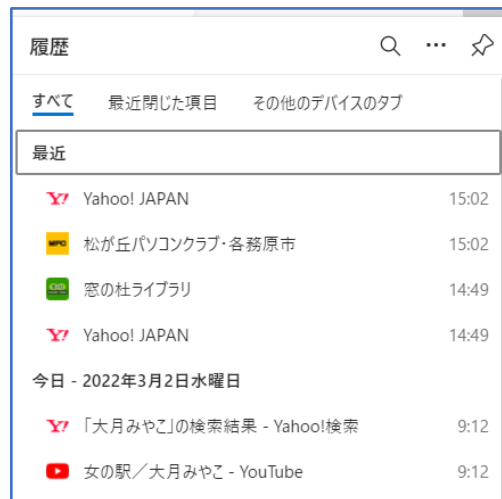 履歴
すべて 最近閉じた項目 その他のデバイスのタブ
最近
Yahoo! JAPAN 15:02
MPC 松が丘パソコンクラブ・各務原市 15:02
窓の杜ライブラリ 14:49
Yahoo! JAPAN 14:49
今日 - 2022年3月2日水曜日
Y! 「大月みやこ」の検索結果 - Yahoo!検索 9:12
女の駅／大月みやこ - YouTube 9:12